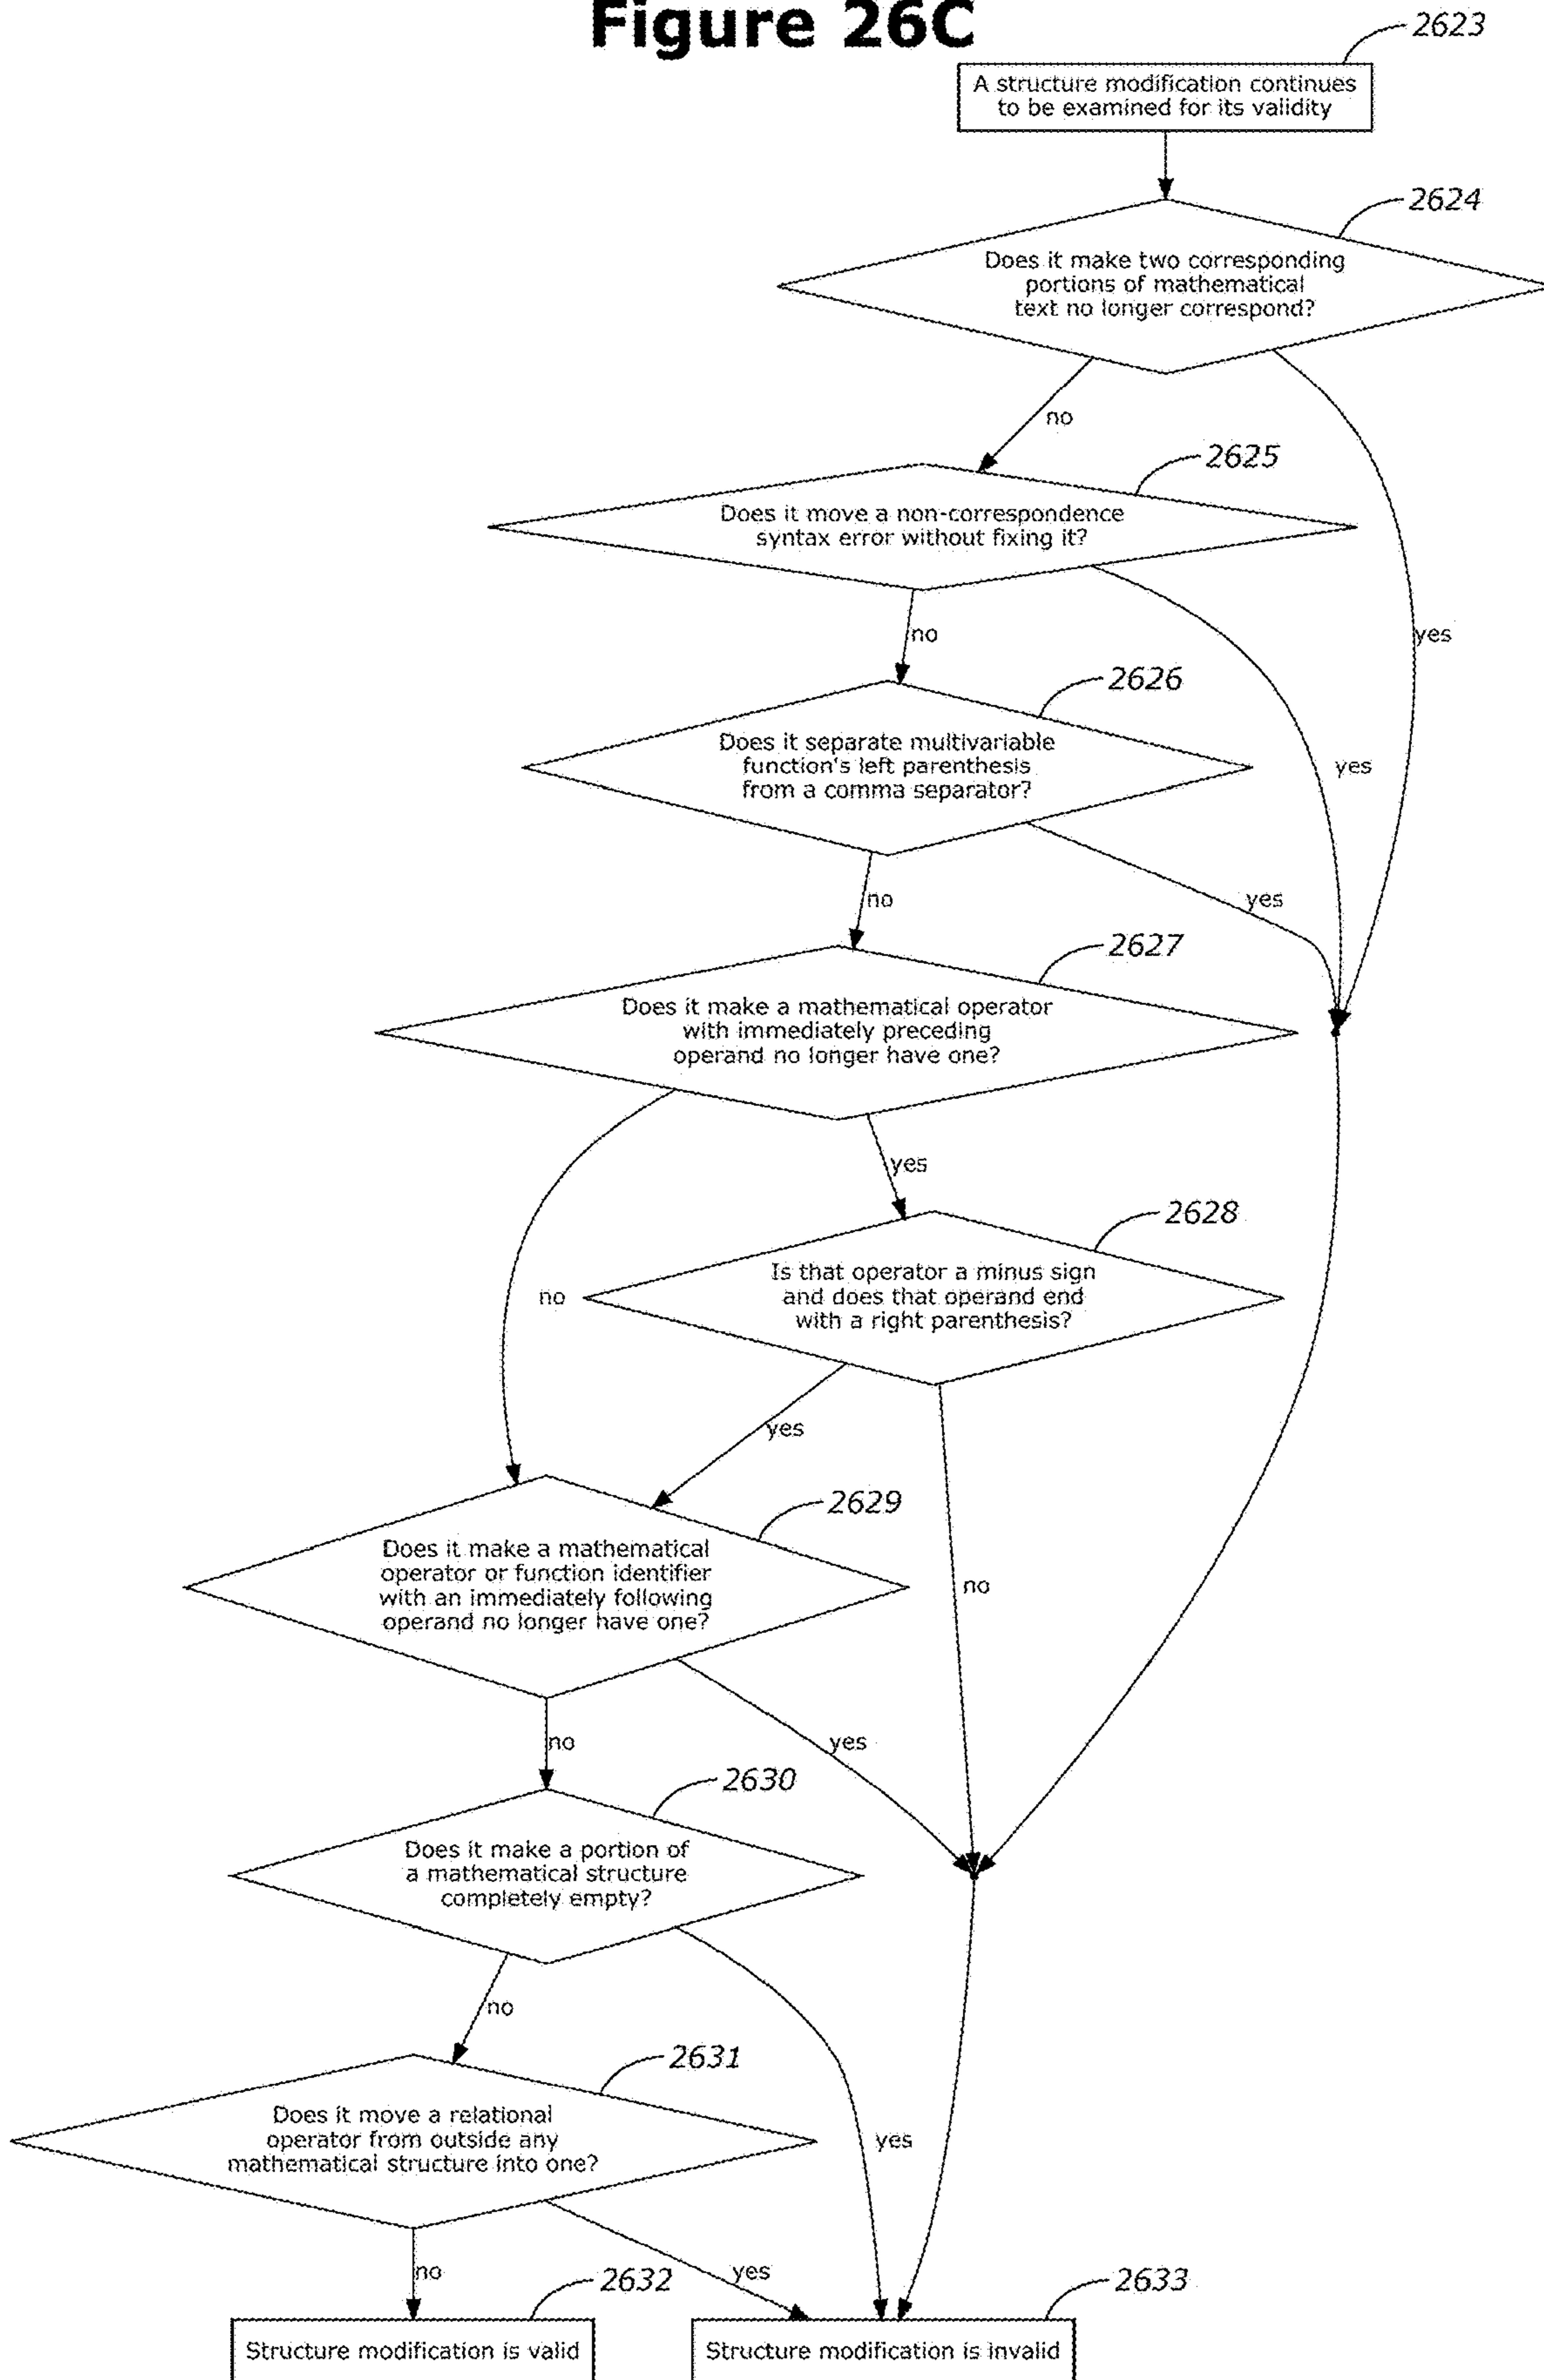 Figure 26C
2623
A structure modification continues
to be examined for its validity
2624
Does it make two corresponding
portions of mathematical
text no longer correspond?
no
2625
Does it move a non-correspondence
syntax error without fixing it?
no
yes
2626
Does it separate multivariable
function's left parenthesis
from a comma separator?
yes
no
yes
2627
Does it make a mathematical operator
with immediately preceding
operand no longer have one?
yes
2628
Is that operator a minus sign
and does that operand end
with a right parenthesis?
no
yes
2629
Does it make a mathematical
operator or function identifier
with an immediately following
operand no longer have one?
no
no
yes
2630
Does it make a portion of
a mathematical structure
completely empty?
no
2631
Does it move a relational
operator from outside any
mathematical structure into one?
yes
no
yes
2632
2633
Structure modification is valid
Structure modification is invalid